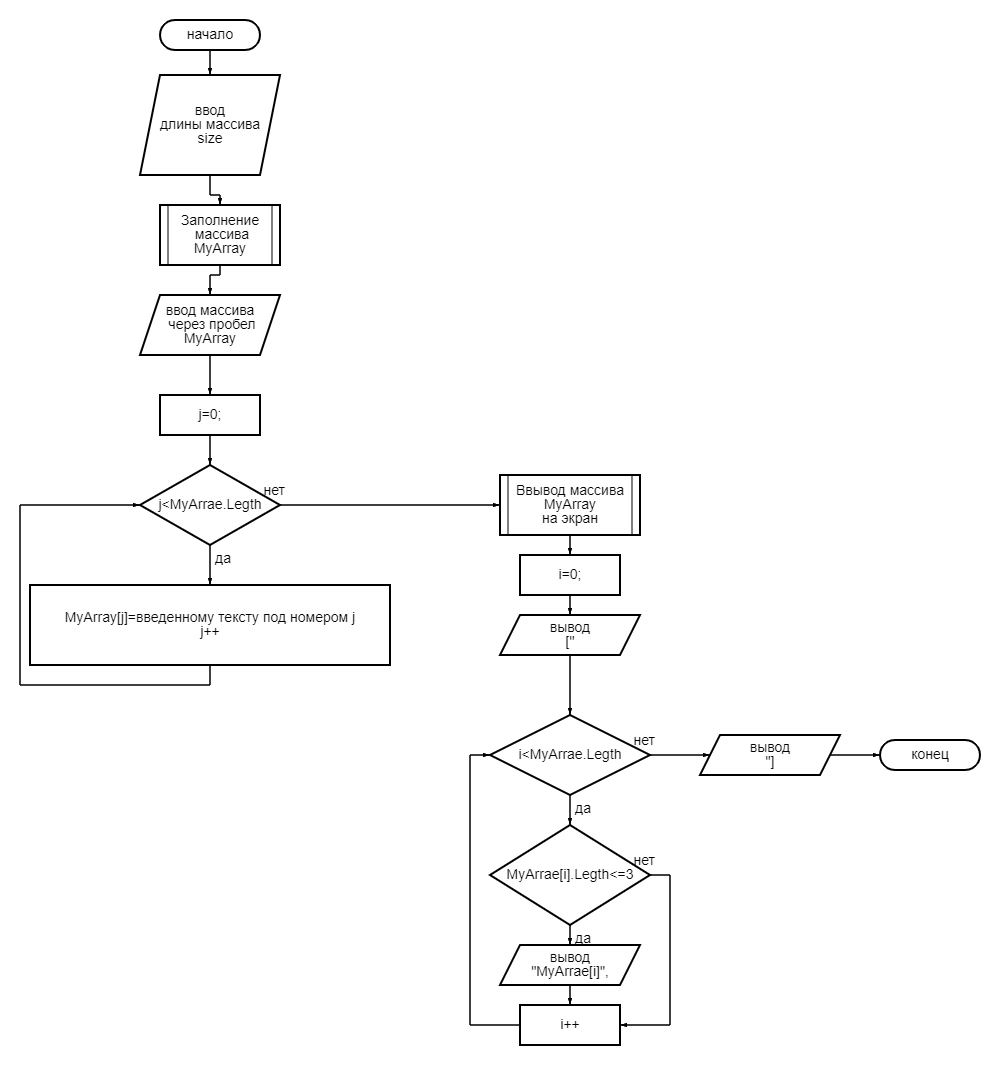 начало
ввод
длины массива
size
Заполнение
массива
MyArray
ввод массива
через пробел
MyArray
j=0;
j<MyArrae.Legth
нет
да
MyArray[j]=введенному тексту под номером j
j++
Ввывод массива
MyArray
на экран
i=0;
вывод
["
i<MyArrae.Legth
нет
вывод
"]
конец
да
MyArrae[i].Legth<=3
нет
да
вывод
"MyArrae[i]",
i++